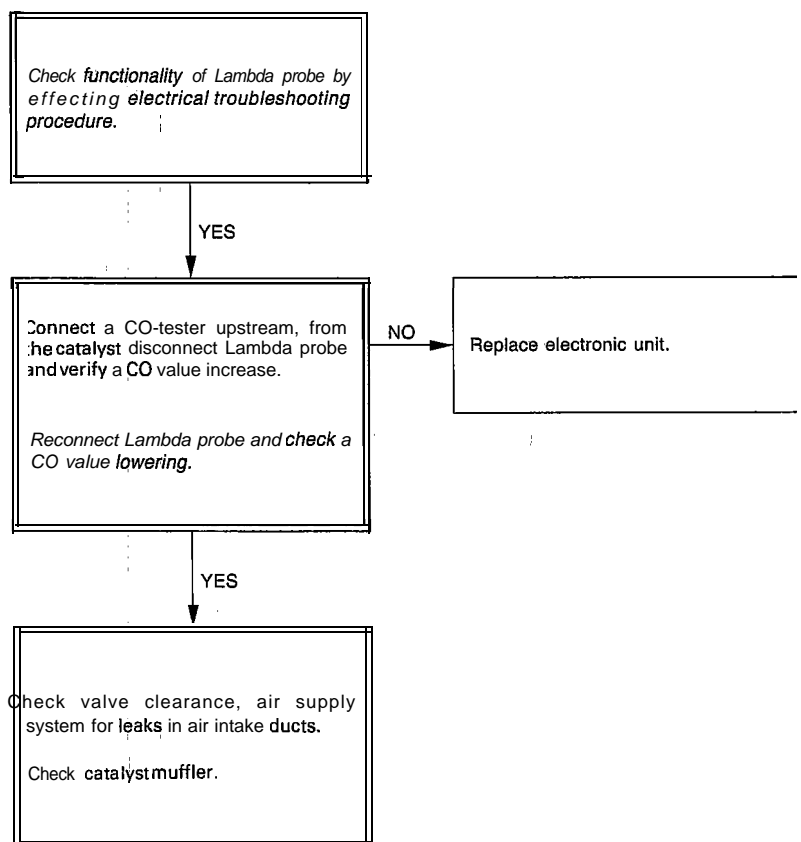 Check functionality of Lambda probe by
effecting electrical troubleshooting
procedure.
YES
Connect a CO-tester upstream, from
the catalyst disconnect Lambda probe
and verify a CO value increase.
Reconnect Lambda probe and check a
CO value lowering.
NO
Replace electronic unit.
YES
Check valve clearance, air supply
system for leaks in air intake ducts.
Check catalyst muffler.